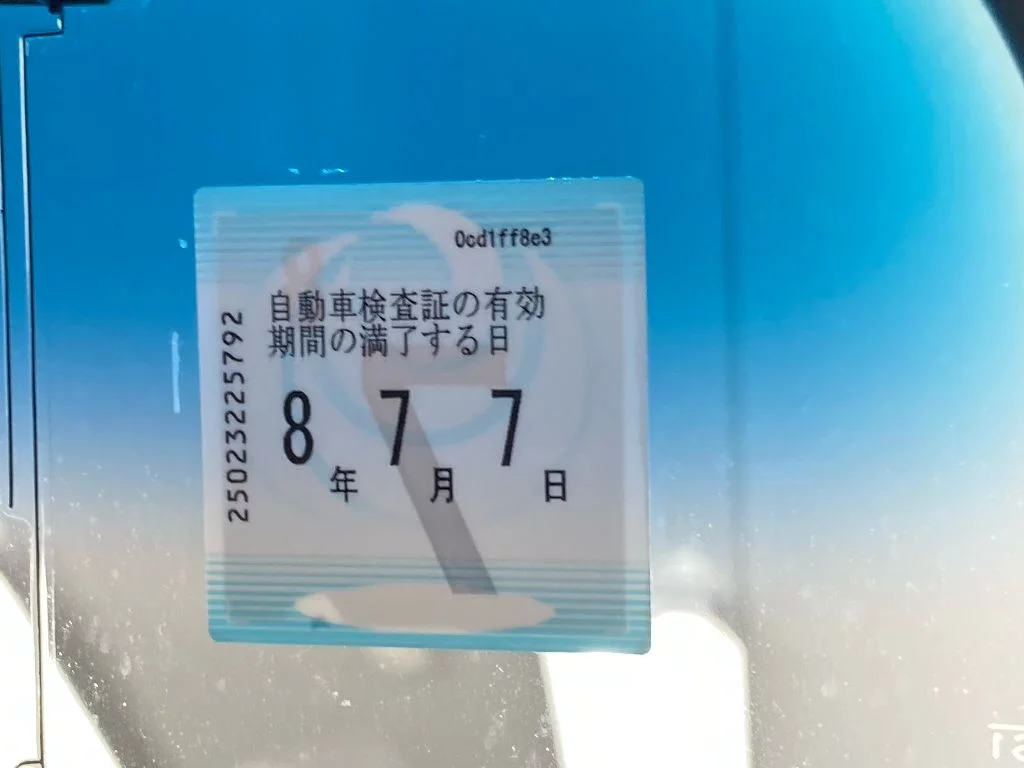 0cd1ff8e3
自動車検査証の有効
期間の満了する日
8年7月7日
25023225792